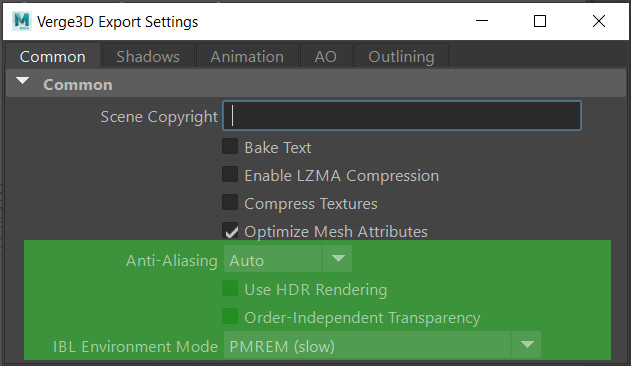 Verge3D Export Settings
Common Shadows Animation AO Outlining
Common
Scene Copyright
Bake Text
Enable LZMA Compression
Compress Textures
Optimize Mesh Attributes
Anti-Aliasing Auto
Use HDR Rendering
Order-Independent Transparency
IBL Environment Mode PMREM (slow)